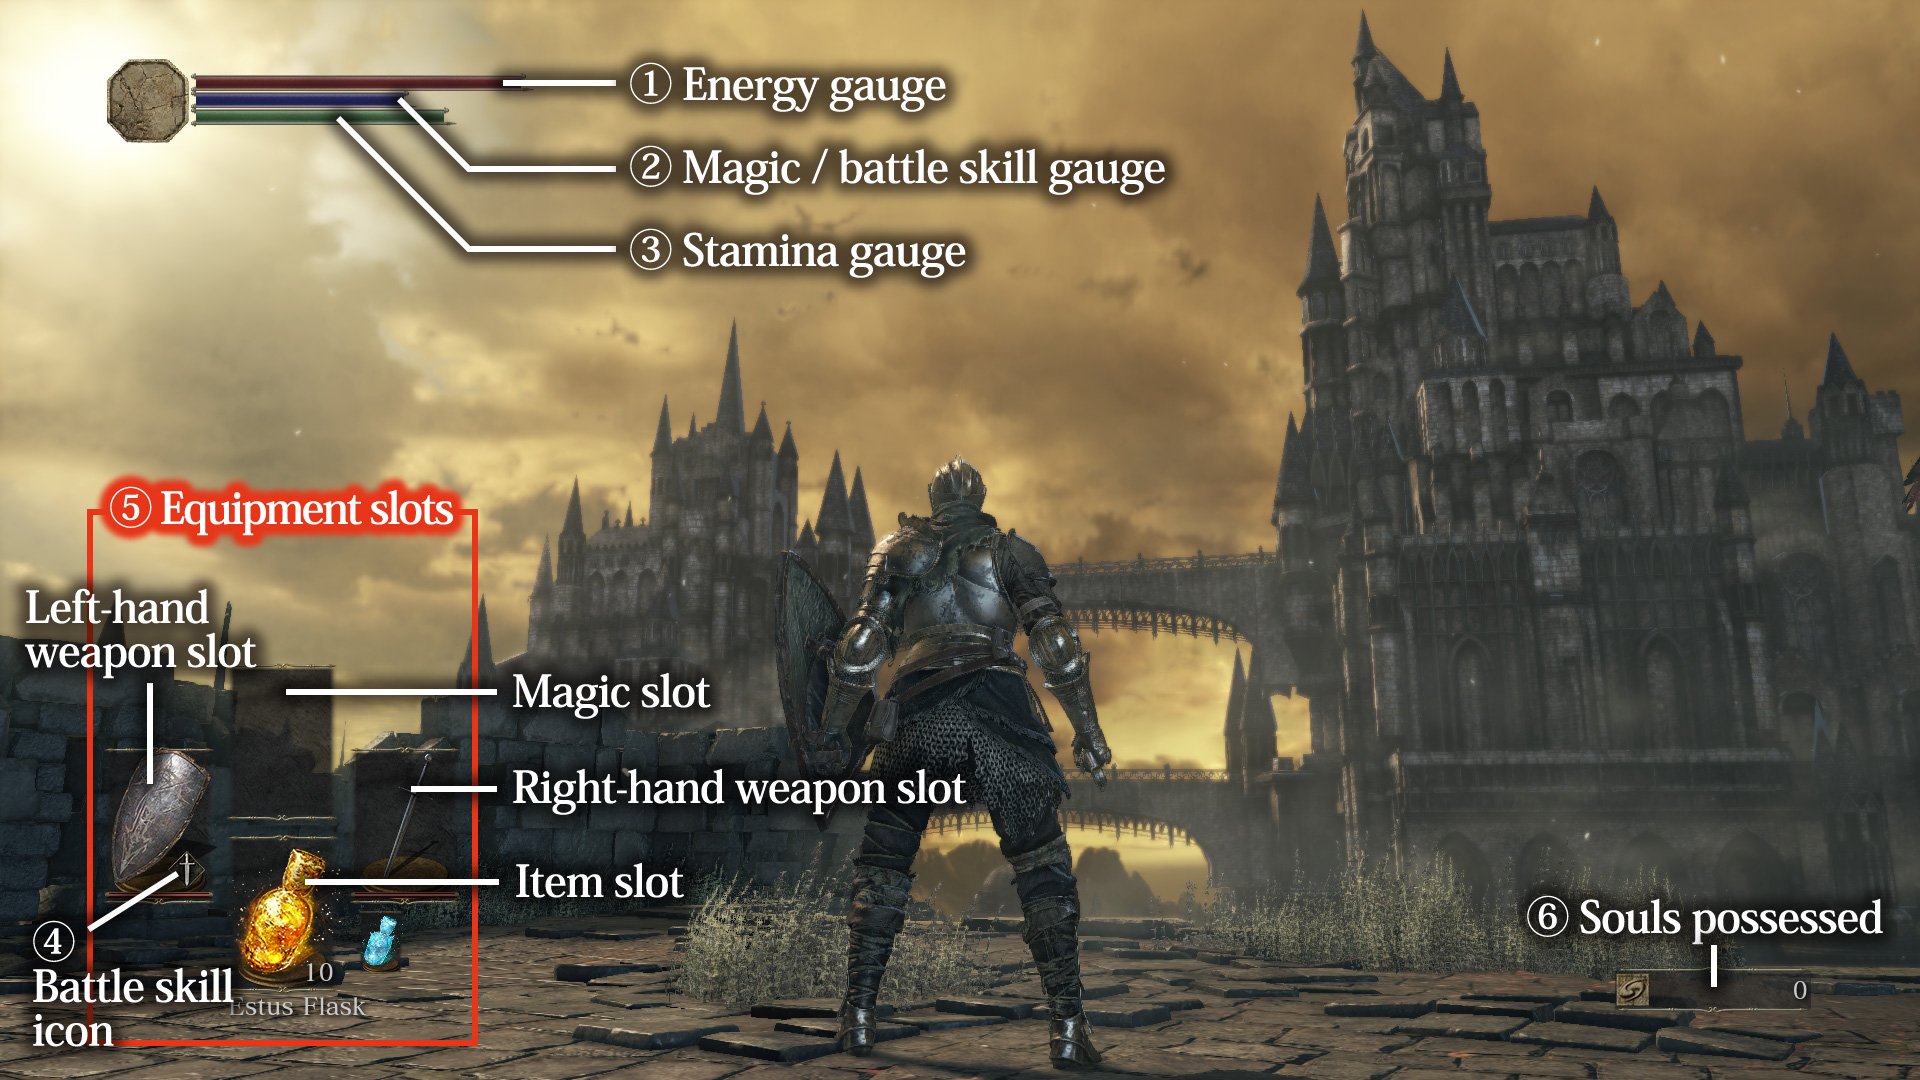 ① Energy gauge
② Magic / battle skill gauge
③ Stamina gauge
⑤ Equipment slots
Left-hand
weapon slot
Magic slot
Right-hand weapon slot
Item slot
④
Battle skill
icon
10
Estus Flask
⑥ Souls possessed
0